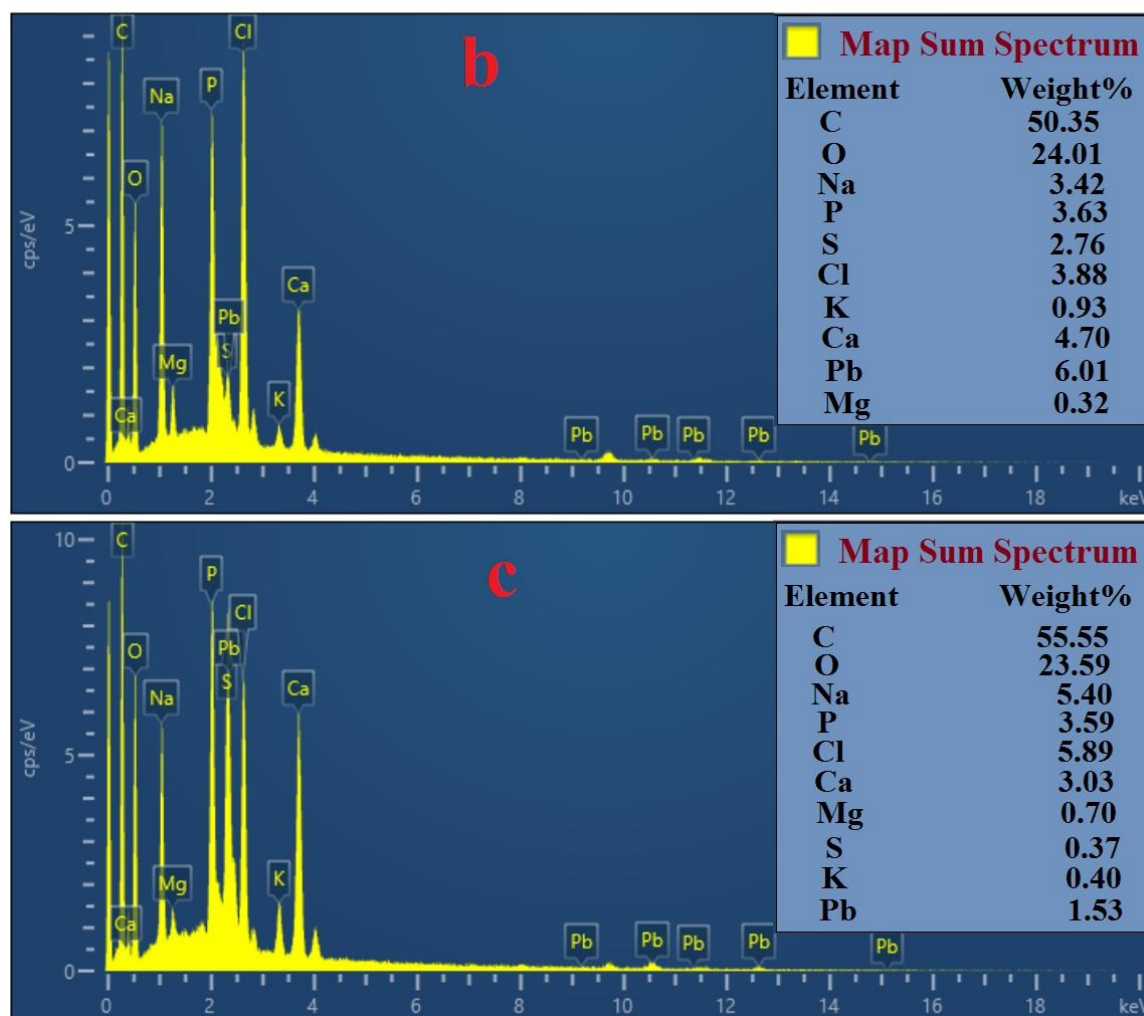 b
C
Cl
P
Na
O
Ca
Pb
S
Mg
K
Ca
Pb
Pb
Pb
Pb
Pb
5
0
cps/eV
0
2
4
6
8
10
12
14
16
18
keV
Map Sum Spectrum
Element Weight%
C 50.35
O 24.01
Na 3.42
P 3.63
S 2.76
Cl 3.88
K 0.93
Ca 4.70
Pb 6.01
Mg 0.32
c
C
P
Cl
O
Pb
S
Na
Ca
Mg
K
Ca
Pb
Pb
Pb
Pb
Pb
10
5
0
cps/eV
0
2
4
6
8
10
12
14
16
18
keV
Map Sum Spectrum
Element Weight%
C 55.55
O 23.59
Na 5.40
P 3.59
Cl 5.89
Ca 3.03
Mg 0.70
S 0.37
K 0.40
Pb 1.53